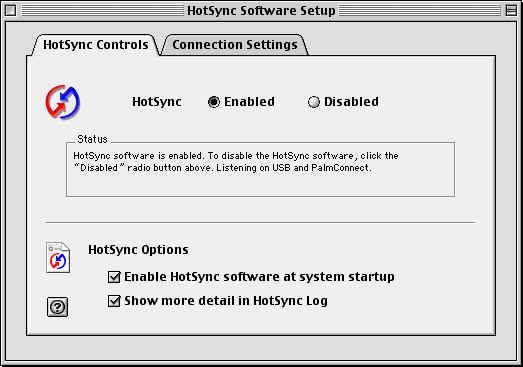 HotSync Software Setup
HotSync Controls
Connection Settings
HotSync
Enabled
Disabled
Status
HotSync software is enabled. To disable the HotSync software, click the
“Disabled” radio button above. Listening on USB and PalmConnect.
HotSync Options
Enable HotSync software at system startup
Show more detail in HotSync Log
?